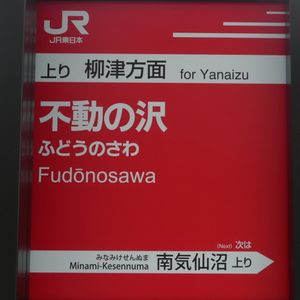 JR
JR東日本
上り 柳津方面 for Yanaizu
不動の沢
ふどうのさわ
Fudōnosawa
(Next) 次は
みなみけせんぬま
Minami-Kesennuma 南気仙沼 上り